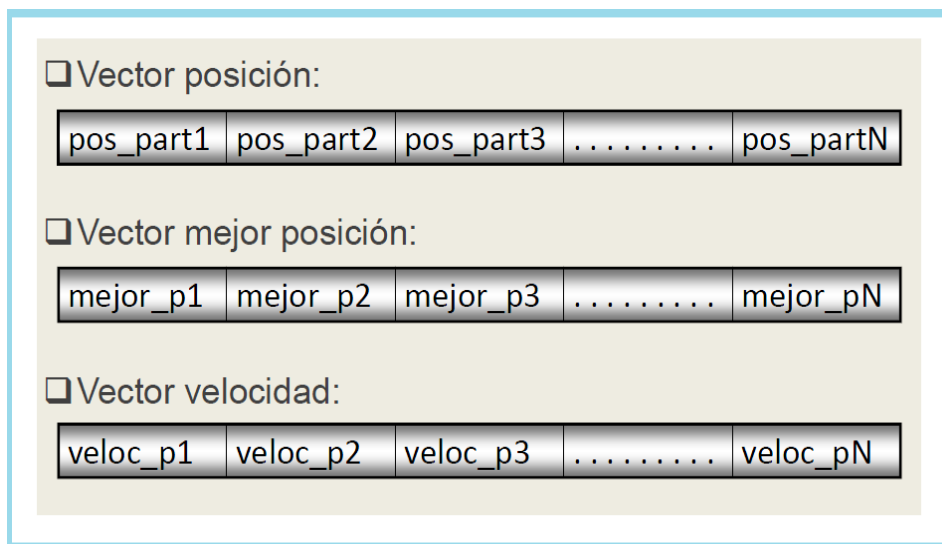 ❑Vector posición:
pos_part1 pos_part2 pos_part3 ......... pos_partN
❑Vector mejor posición:
mejor_p1 mejor_p2 mejor_p3 ......... mejor_pN
❑Vector velocidad:
veloc_p1 veloc_p2 veloc_p3 ......... veloc_pN